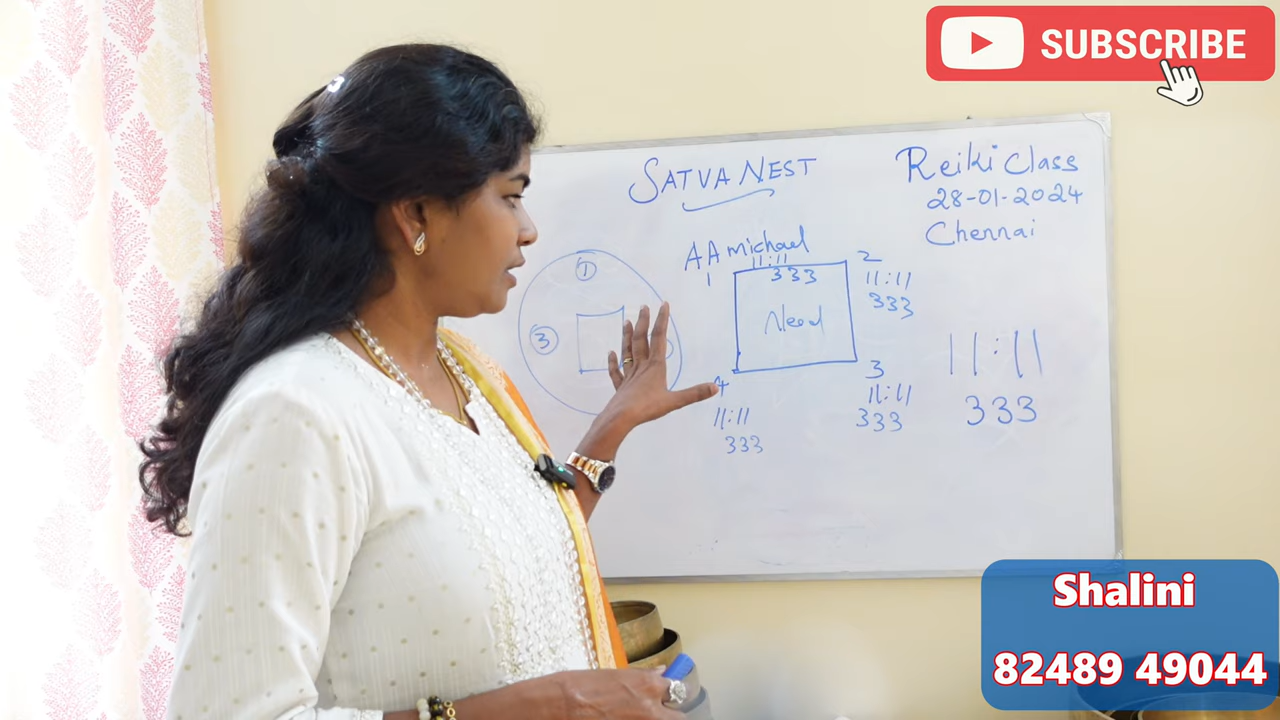 SUBSCRIBE
SATVA NEST
Reiki Class
28-01-2024
Chennai
AA michael
1
11:11
333
2
11:11
333
Need
3
11:11
333
4
11:11
333
1
3
11:11
333
Shalini
82489 49044